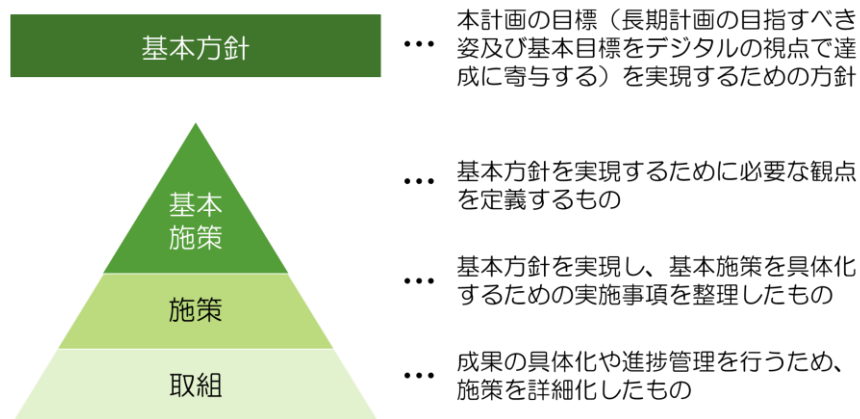 基本方針
… 本計画の目標（長期計画の目指すべき
姿及び基本目標をデジタルの視点で達
成に寄与する）を実現するための方針
基本
施策
… 基本方針を実現するために必要な観点
を定義するもの
施策
… 基本方針を実現し、基本施策を具体化
するための実施事項を整理したもの
取組
… 成果の具体化や進捗管理を行うため、
施策を詳細化したもの